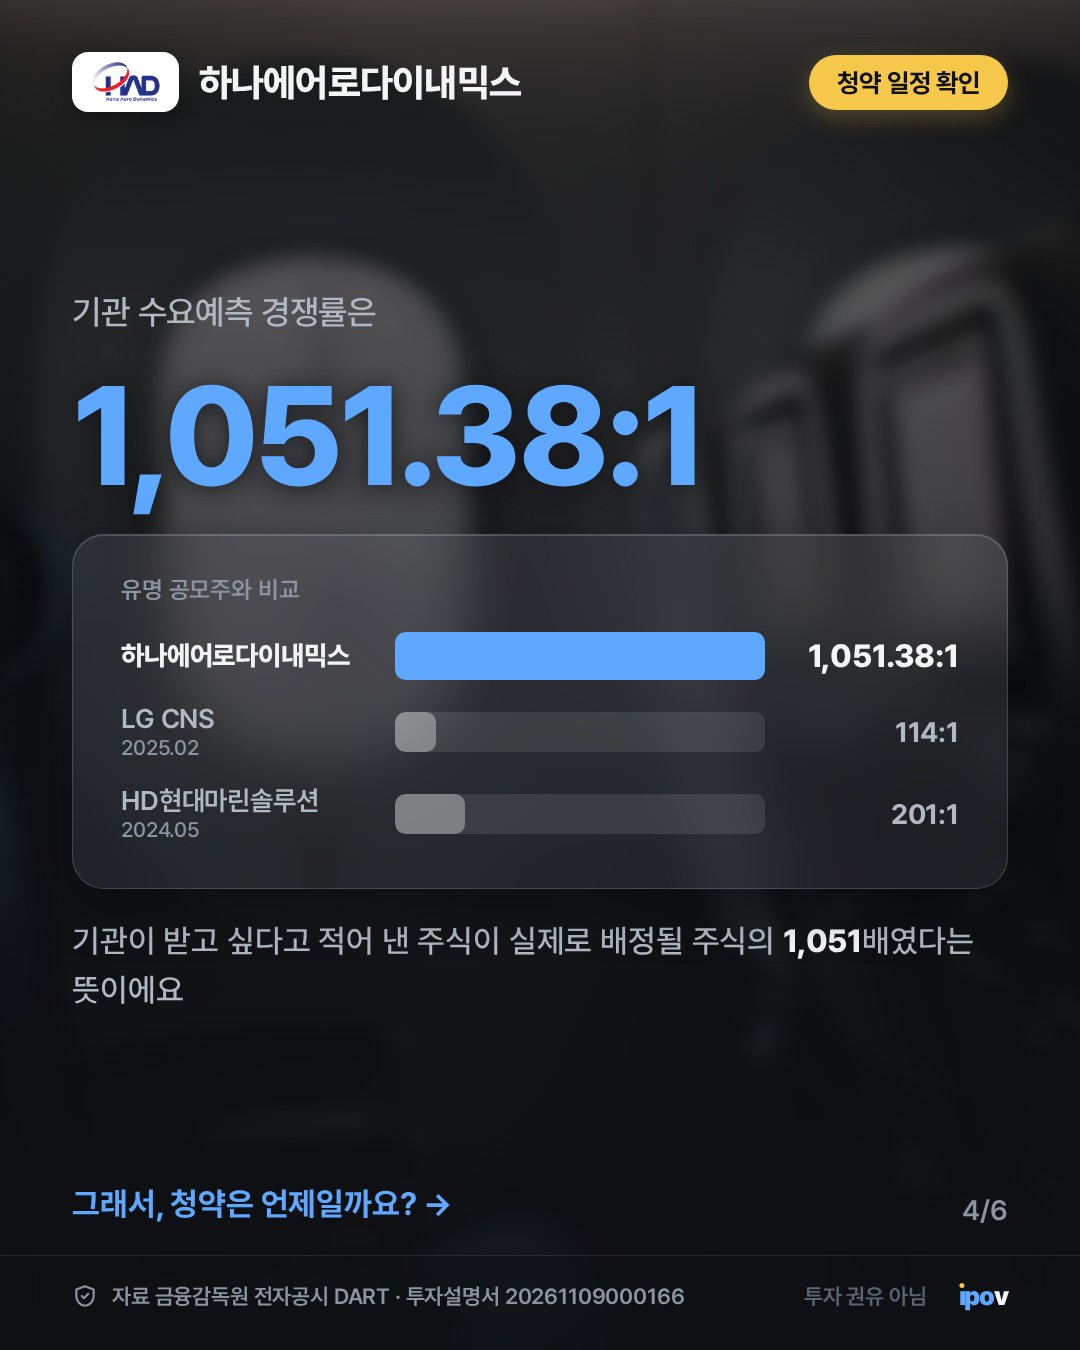 HAD
Hana Aero Dynamics
하나에어로다이내믹스
청약 일정 확인
기관 수요예측 경쟁률은
1,051.38:1
유명 공모주와 비교
하나에어로다이내믹스 1,051.38:1
LG CNS
2025.02
114:1
HD현대마린솔루션
2024.05
201:1
기관이 받고 싶다고 적어 낸 주식이 실제로 배정될 주식의 1,051배였다는
뜻이에요
그래서, 청약은 언제일까요? →
4/6
자료 금융감독원 전자공시 DART · 투자설명서 20261109000166
투자 권유 아님
ipov